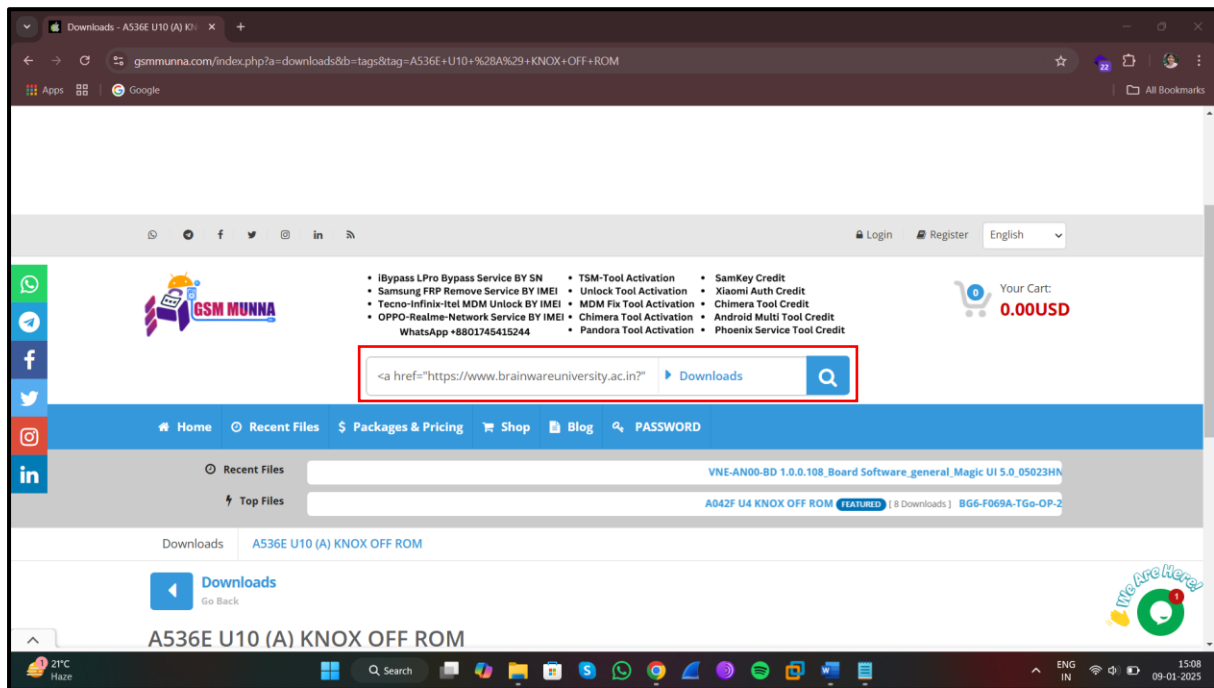 Downloads - A536E U10 (A) KN
gsmmunna.com/index.php?a=downloads&b=tags&tag=A536E+U10+%28A%29+KNOX+OFF+ROM
22
Apps
Google
All Bookmarks
Login
Register
English
GSM MUNNA
• iBypass LPro Bypass Service BY SN • TSM-Tool Activation • SamKey Credit
• Samsung FRP Remove Service BY IMEI • Unlock Tool Activation • Xiaomi Auth Credit
• Tecno-Infinix-Itel MDM Unlock BY IMEI • MDM Fix Tool Activation • Chimera Tool Credit
• OPPO-Realme-Network Service BY IMEI • Chimera Tool Activation • Android Multi Tool Credit
WhatsApp +8801745415244 • Pandora Tool Activation • Phoenix Service Tool Credit
0
Your Cart:
0.00USD
<a href="https://www.brainwareuniversity.ac.in?"
Downloads
Home Recent Files $ Packages & Pricing Shop Blog PASSWORD
Recent Files
VNE-AN00-BD 1.0.0.108_Board Software_general_Magic UI 5.0_05023HN
Top Files
A042F U4 KNOX OFF ROM FEATURED [ 8 Downloads ] BG6-F069A-TGo-OP-2
Downloads A536E U10 (A) KNOX OFF ROM
Downloads
Go Back
We Are Here!
1
A536E U10 (A) KNOX OFF ROM
1
21°C
Haze
Search
ENG
IN
15:08
09-01-2025